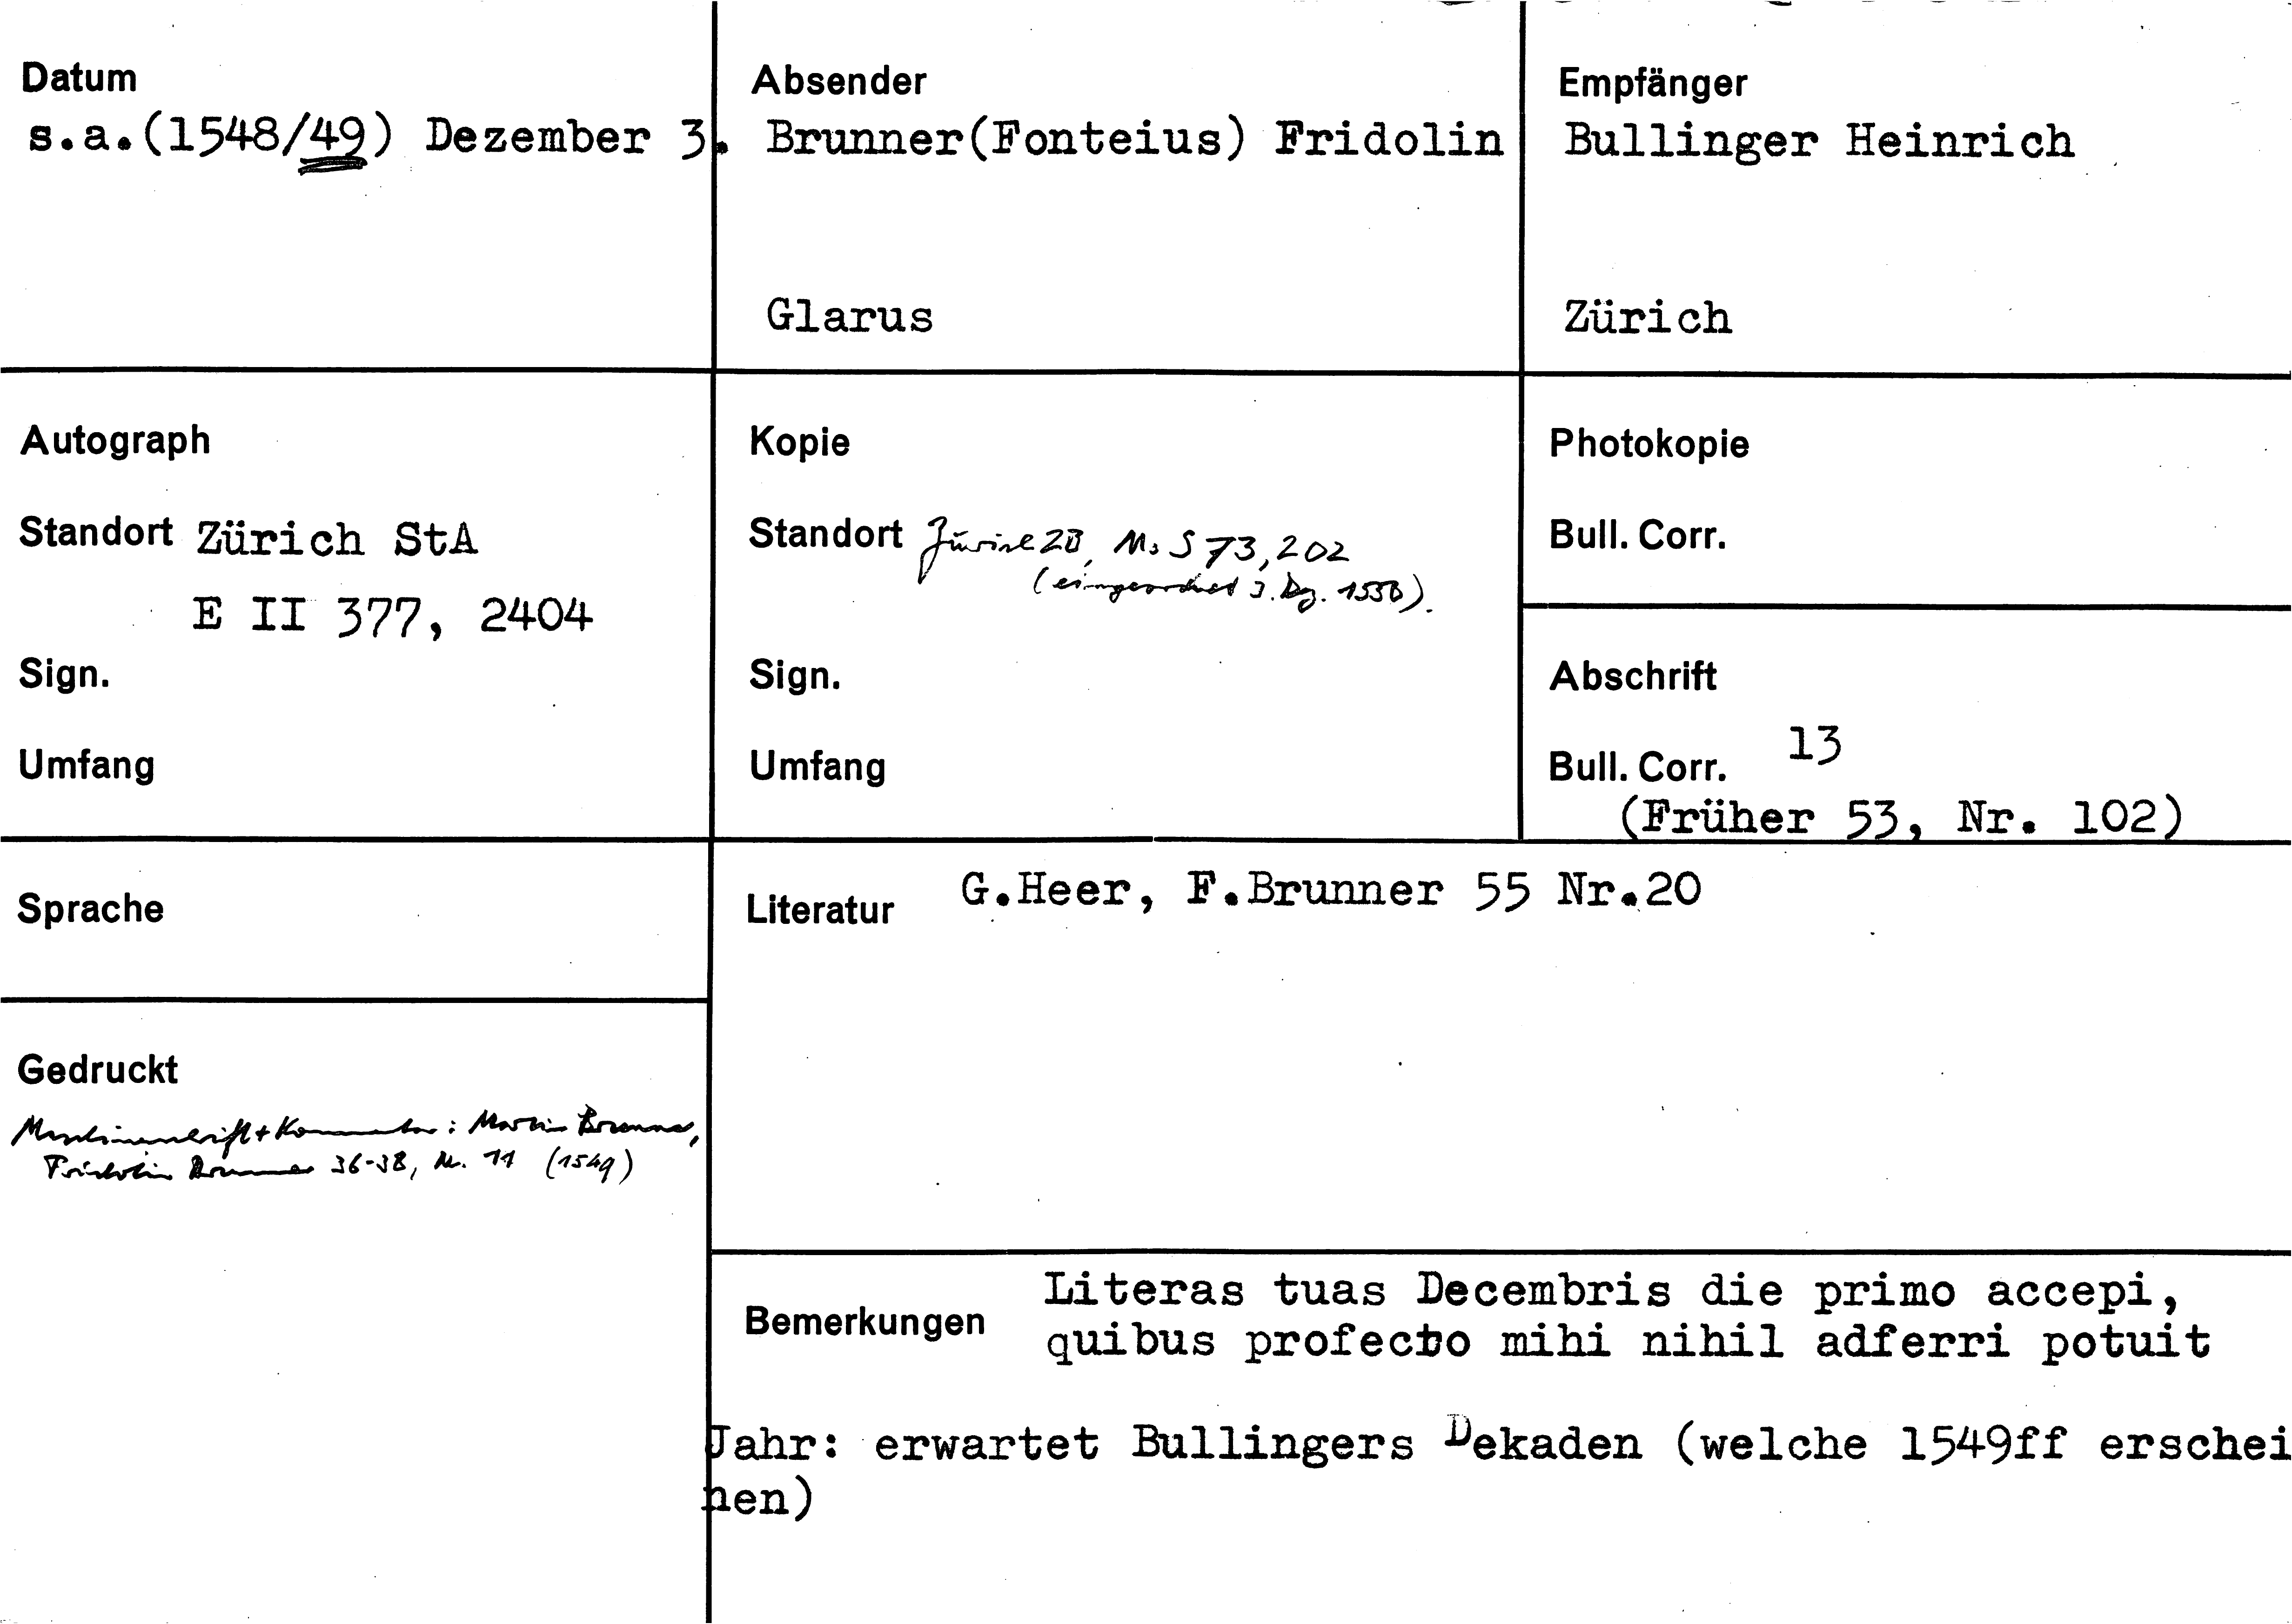 Datum
s.a.(1548/49) Dezember 3.
Absender
Brunner(Fonteius) Fridolin
Glarus
Empfänger
Bullinger Heinrich
Zürich
Autograph
Standort Zürich StA
E II 377, 2404
Sign.
Umfang
Kopie
Standort Zürich ZB, Ms S 73, 202
(eingeordnet 3. Dez. 1550).
Sign.
Umfang
Photokopie
Bull. Corr.
Abschrift
Bull. Corr. 13
(Früher 53, Nr. 102)
Sprache
Literatur G.Heer, F.Brunner 55 Nr.20
Gedruckt
Maschinenschrift + Kommentar: Martin Brunner,
Fridolin Brunner 36-38, Nr. 11 (1549)
Bemerkungen Literas tuas Decembris die primo accepi,
quibus profecto mihi nihil adferri potuit
Jahr: erwartet Bullingers Dekaden (welche 1549ff erschei
nen)